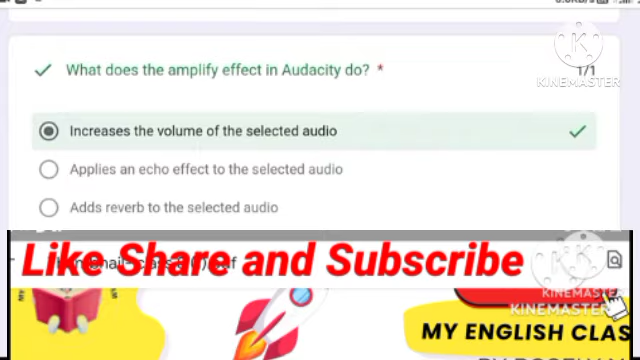 What does the amplify effect in Audacity do? *
1/1
KINEMASTER
Increases the volume of the selected audio
Applies an echo effect to the selected audio
Adds reverb to the selected audio
Like Share and Subscribe
KINEMASTER
KINEMASTER
MY ENGLISH CLAS